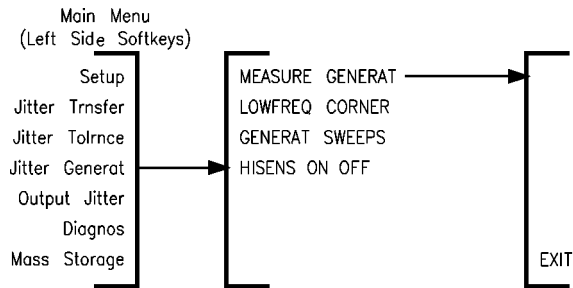 Main Menu
(Left Side Softkeys)
Setup
Jitter Trnsfer
Jitter Tolrnce
Jitter Generat
Output Jitter
Diagnos
Mass Storage
MEASURE GENERAT
LOWFREQ CORNER
GENERAT SWEEPS
HISENS ON OFF
EXIT